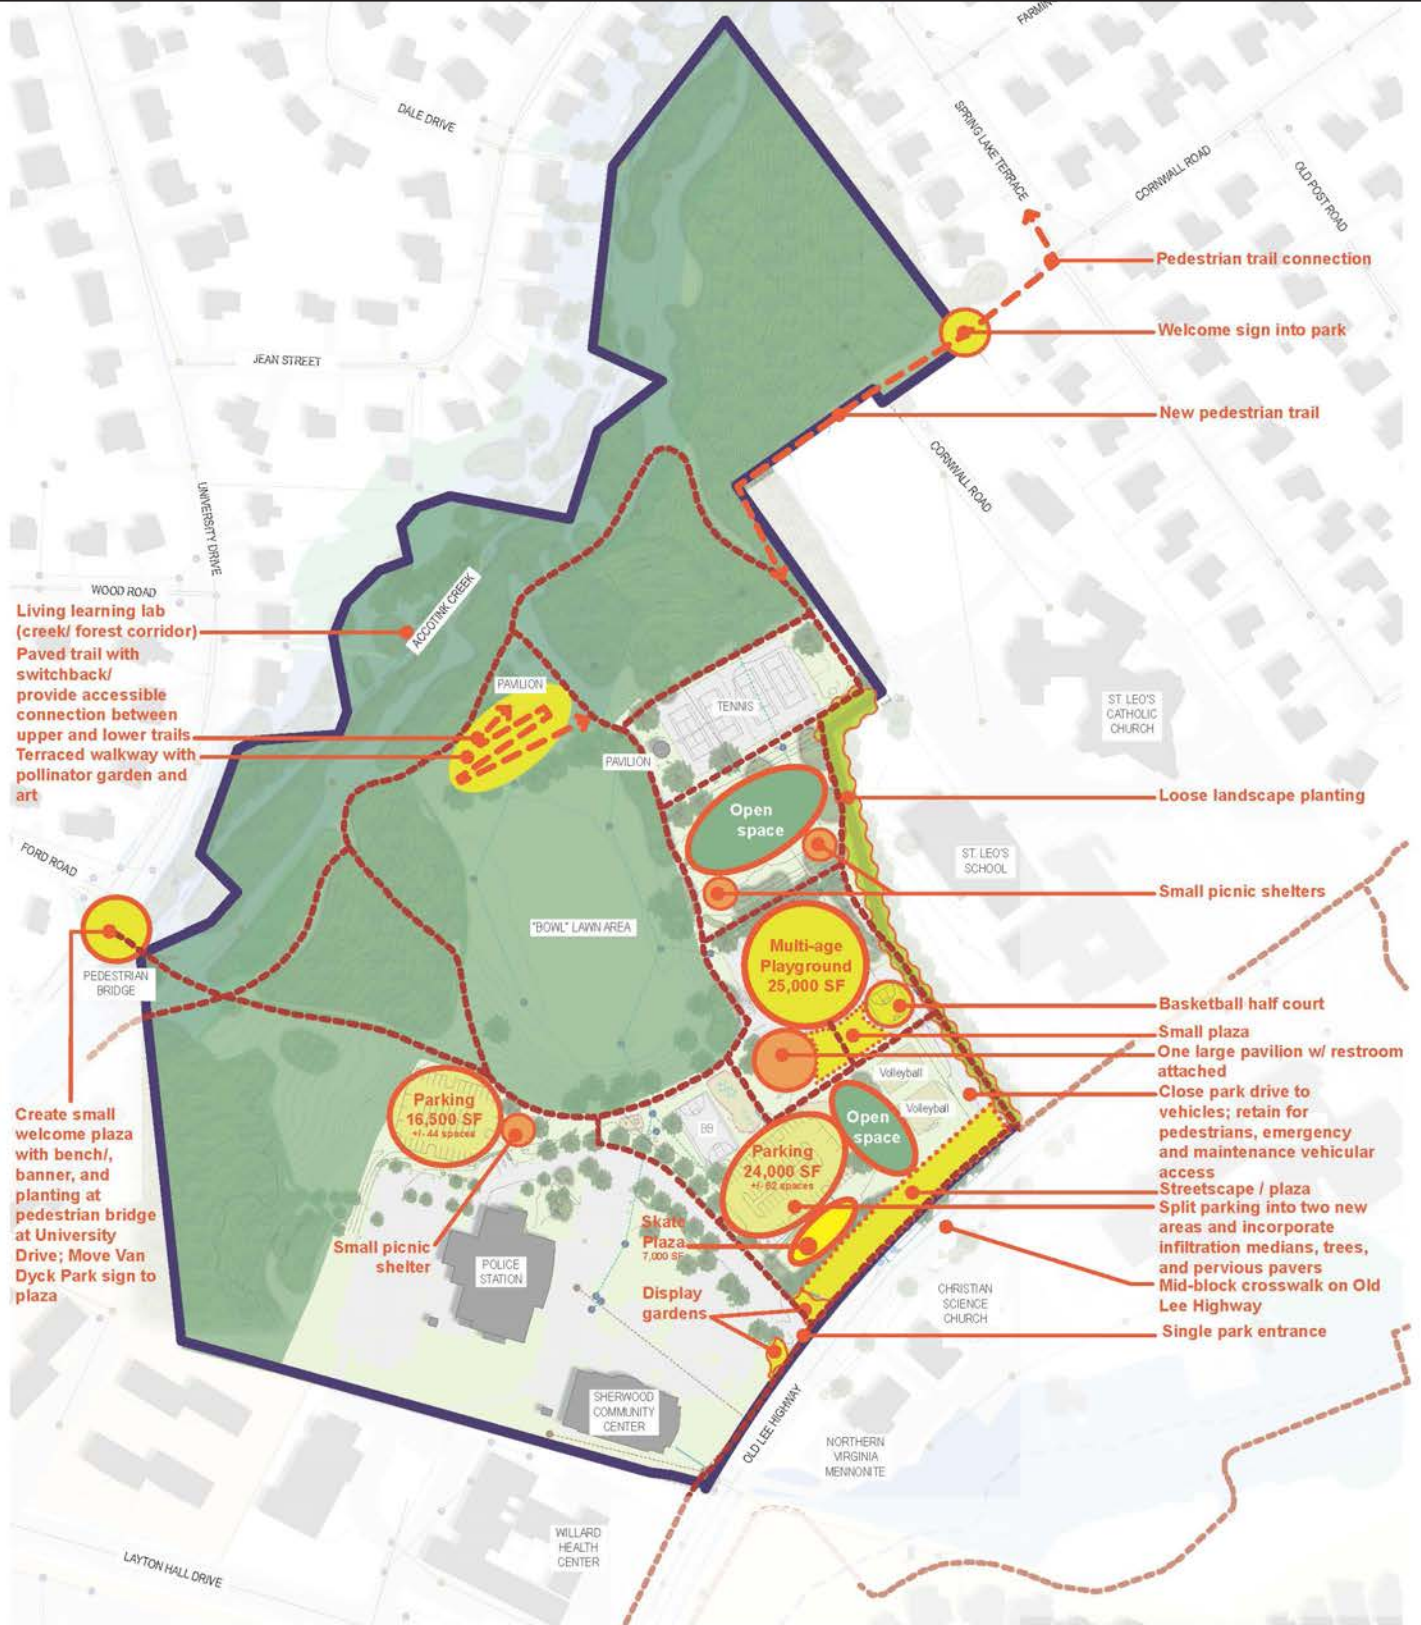 FARMIN
DALE DRIVE
SPRING LAKE TERRACE
CORNWALL ROAD
OLD POST ROAD
Pedestrian trail connection
Welcome sign into park
JEAN STREET
New pedestrian trail
CORNWALL ROAD
UNIVERSITY DRIVE
WOOD ROAD
ACCOTINK CREEK
Living learning lab
(creek/ forest corridor)
Paved trail with
switchback/
provide accessible
connection between
upper and lower trails
Terraced walkway with
pollinator garden and
art
PAVILION
TENNIS
PAVILION
ST LEO'S
CATHOLIC
CHURCH
Loose landscape planting
Open
space
FORD ROAD
ST. LEO'S
SCHOOL
Small picnic shelters
"BOWL" LAWN AREA
Multi-age
Playground
25,000 SF
PEDESTRIAN
BRIDGE
Basketball half court
Small plaza
One large pavilion w/ restroom
attached
Close park drive to
vehicles; retain for
pedestrians, emergency
and maintenance vehicular
access
Streetscape / plaza
Split parking into two new
areas and incorporate
infiltration medians, trees,
and pervious pavers
Mid-block crosswalk on Old
Lee Highway
Single park entrance
Volleyball
Volleyball
Parking
16,500 SF
+/- 44 spaces
BB
Open
space
Parking
24,000 SF
+/- 62 spaces
Create small
welcome plaza
with bench/,
banner, and
planting at
pedestrian bridge
at University
Drive; Move Van
Dyck Park sign to
plaza
Small picnic
shelter
POLICE
STATION
Skate
Plaza
7,000 SF
Display
gardens
CHRISTIAN
SCIENCE
CHURCH
SHERWOOD
COMMUNITY
CENTER
OLD LEE HIGHWAY
NORTHERN
VIRGINIA
MENNONITE
WILLARD
HEALTH
CENTER
LAYTON HALL DRIVE